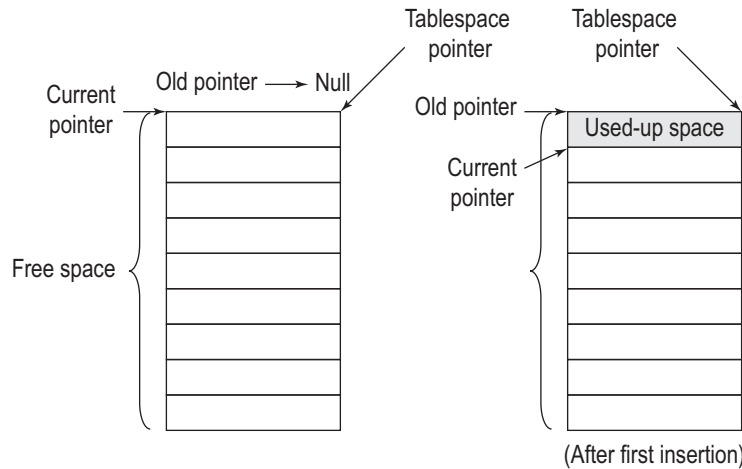 Tablespace
pointer
Old pointer Null
Current
pointer
Free space
Tablespace
pointer
Old pointer
Used-up space
Current
pointer
(After first insertion)